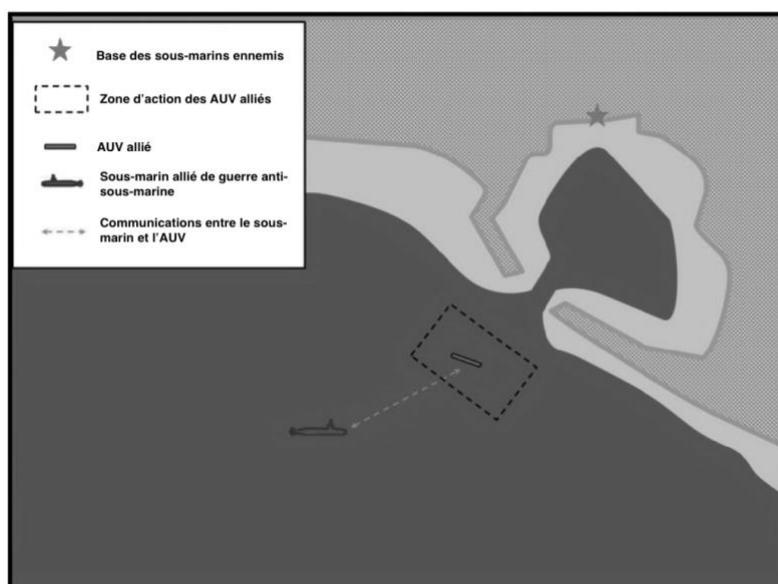 Base des sous-marins ennemis
Zone d'action des AUV alliés
AUV allié
Sous-marin allié de guerre anti-
sous-marine
Communications entre le sous-
marin et l'AUV